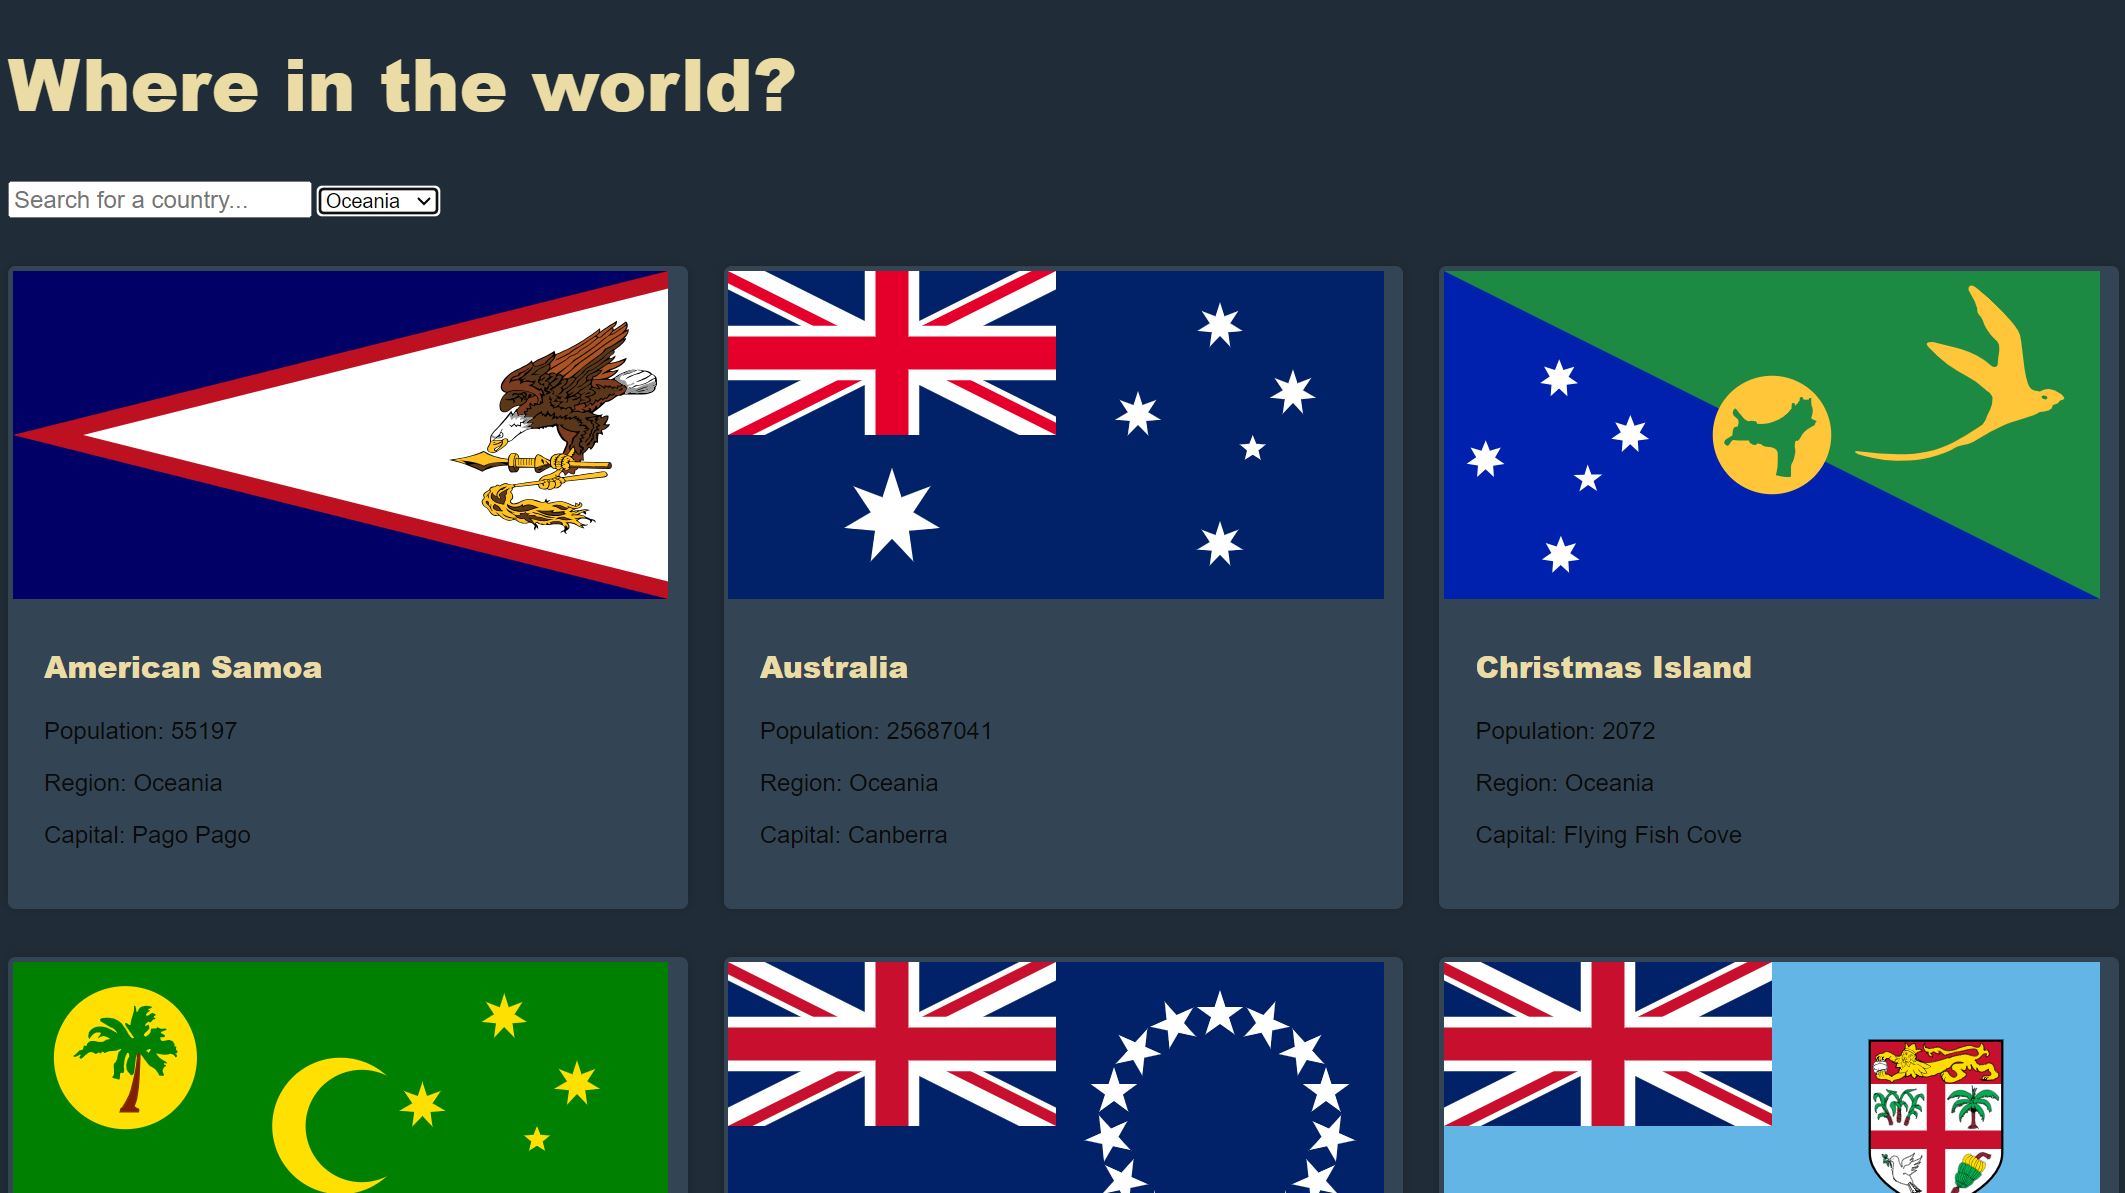 Where in the world?
Search for a country...
Oceania
American Samoa
Population: 55197
Region: Oceania
Capital: Pago Pago
Australia
Population: 25687041
Region: Oceania
Capital: Canberra
Christmas Island
Population: 2072
Region: Oceania
Capital: Flying Fish Cove